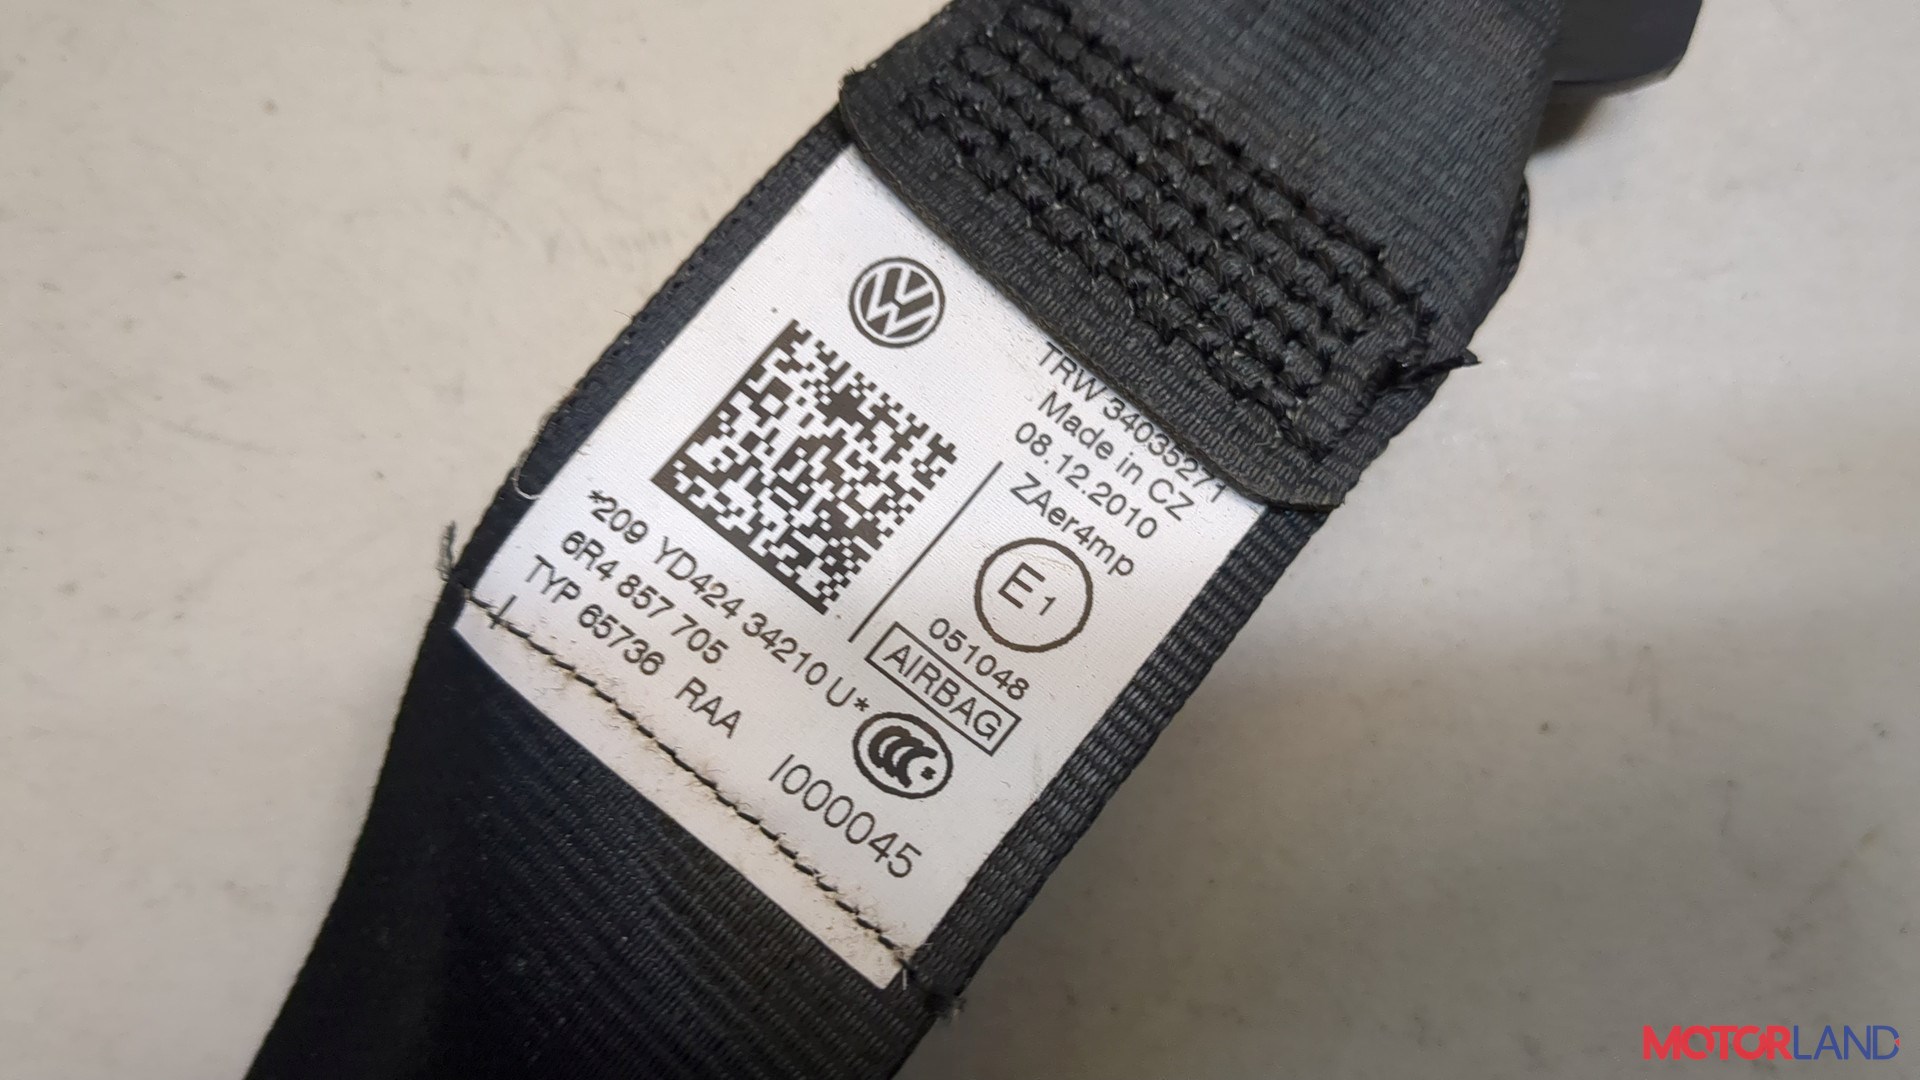 TRW 34035271
Made in CZ
08.12.2010
ZAer4mp
E1
051048
AIRBAG
*209 YD424 34210 U*
6R4 857 705
TYP 65736 RAA
I000045
MOTORLAND